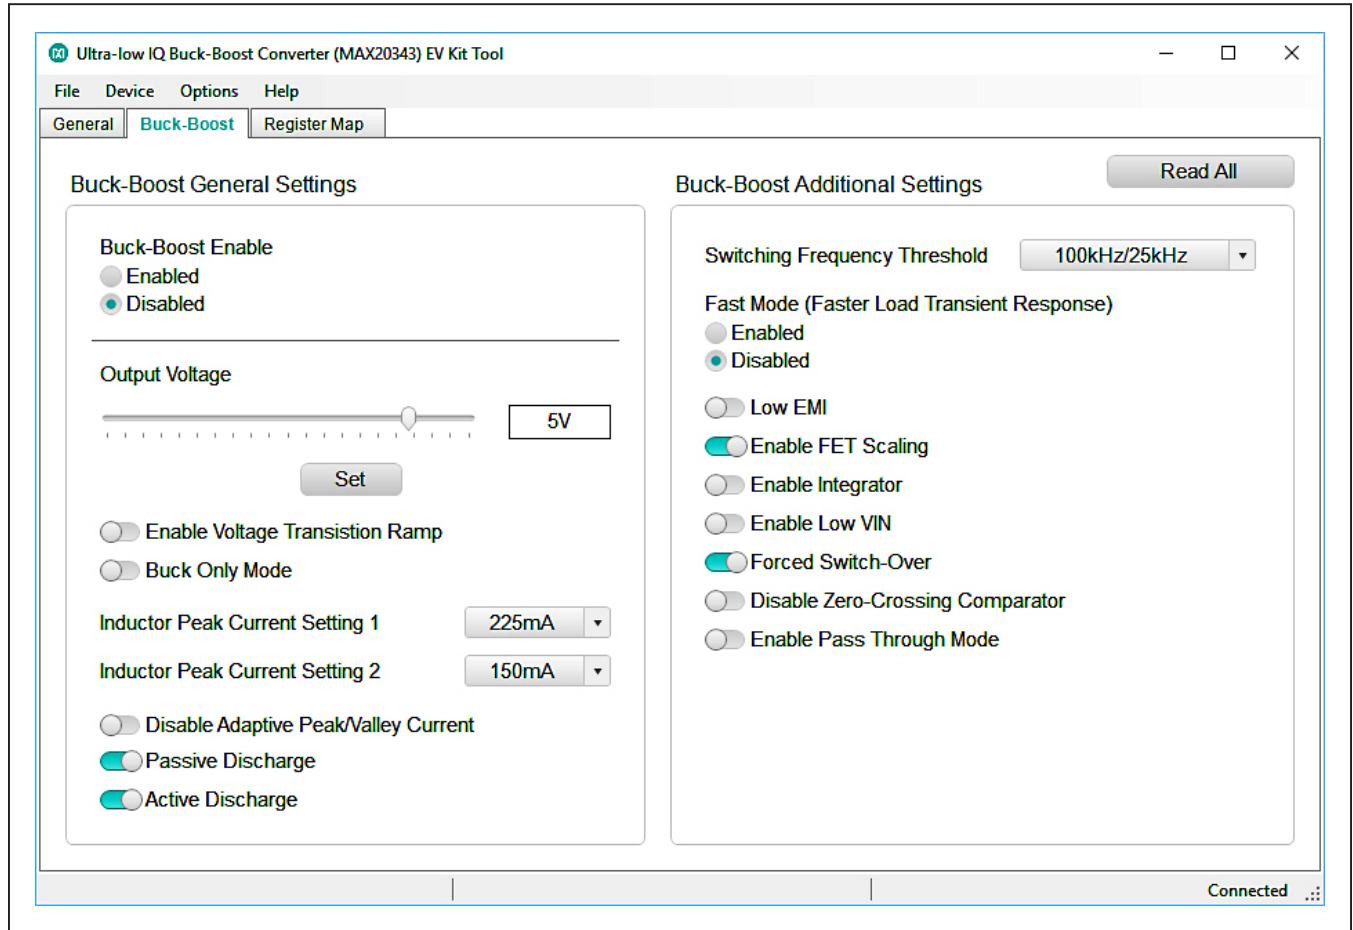 Ultra-low IQ Buck-Boost Converter (MAX20343) EV Kit Tool
File Device Options Help
General Buck-Boost Register Map
Read All
Buck-Boost General Settings
Buck-Boost Enable
Enabled
Disabled
Output Voltage
5V
Set
Enable Voltage Transistion Ramp
Buck Only Mode
Inductor Peak Current Setting 1 225mA
Inductor Peak Current Setting 2 150mA
Disable Adaptive Peak/Valley Current
Passive Discharge
Active Discharge
Buck-Boost Additional Settings
Switching Frequency Threshold 100kHz/25kHz
Fast Mode (Faster Load Transient Response)
Enabled
Disabled
Low EMI
Enable FET Scaling
Enable Integrator
Enable Low VIN
Forced Switch-Over
Disable Zero-Crossing Comparator
Enable Pass Through Mode
Connected